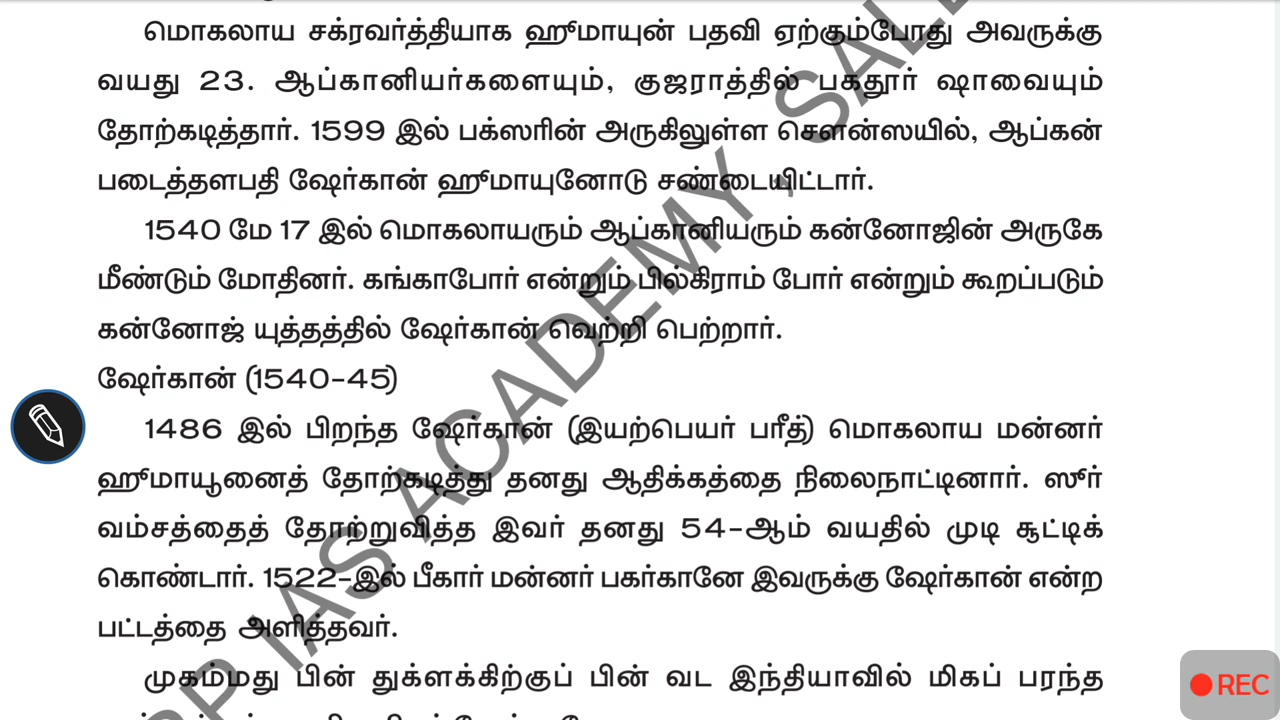 மொகலாய சக்ரவர்த்தியாக ஹூமாயுன் பதவி ஏற்கும்போது அவருக்கு
வயது 23. ஆப்கானியர்களையும், குஜராத்தில் பகதூர் ஷாவையும்
தோற்கடித்தார். 1599 இல் பக்ஸரின் அருகிலுள்ள சௌன்ஸயில், ஆப்கன்
படைத்தளபதி ஷேர்கான் ஹூமாயுனோடு சண்டையிட்டார்.
1540 மே 17 இல் மொகலாயரும் ஆப்கானியரும் கன்னோஜின் அருகே
மீண்டும் மோதினர். கங்காபோர் என்றும் பில்கிராம் போர் என்றும் கூறப்படும்
கன்னோஜ் யுத்தத்தில் ஷேர்கான் வெற்றி பெற்றார்.
ஷேர்கான் (1540-45)
1486 இல் பிறந்த ஷேர்கான் (இயற்பெயர் பரீத்) மொகலாய மன்னர்
ஹூமாயூனைத் தோற்கடித்து தனது ஆதிக்கத்தை நிலைநாட்டினார். ஸூர்
வம்சத்தைத் தோற்றுவித்த இவர் தனது 54-ஆம் வயதில் முடி சூட்டிக்
கொண்டார். 1522-இல் பீகார் மன்னர் பகர்கானே இவருக்கு ஷேர்கான் என்ற
பட்டத்தை அளித்தவர்.
முகம்மது பின் துக்ளக்கிற்குப் பின் வட இந்தியாவில் மிகப் பரந்த
RP IAS ACADEMY, SALE
REC